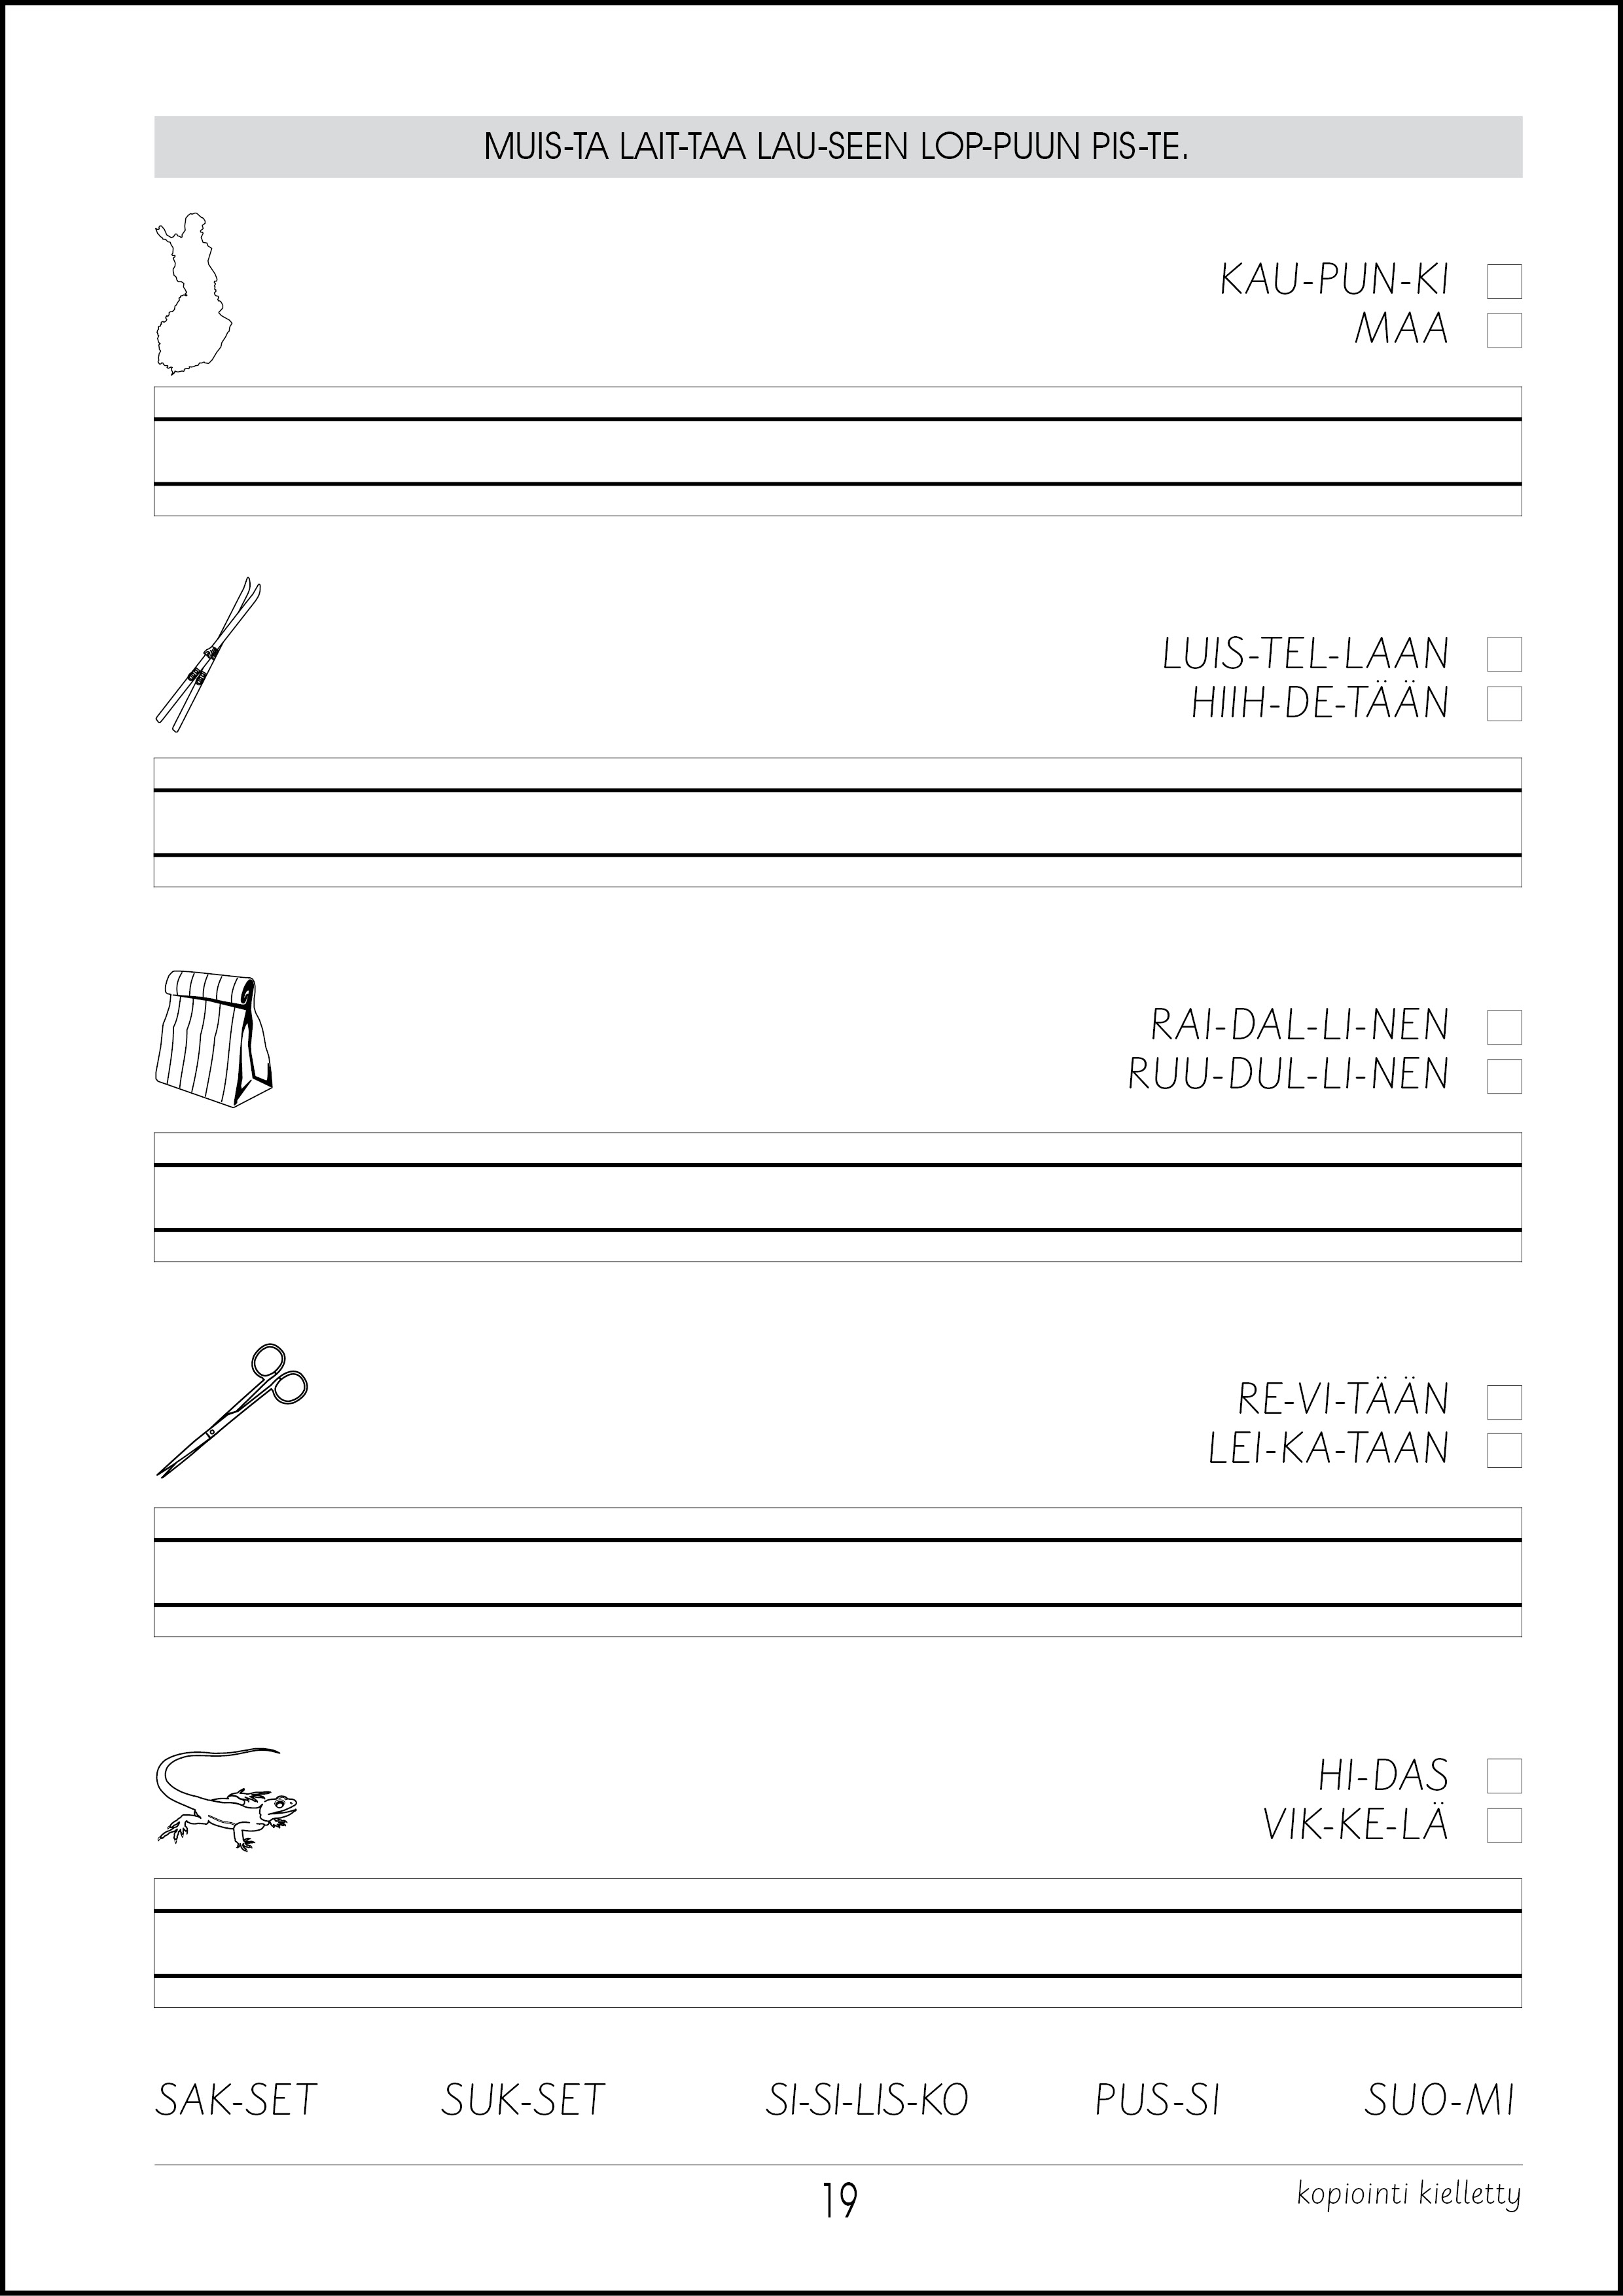 MUIS-TA LAIT-TAA LAU-SEEN LOP-PUUN PIS-TE.
KAU-PUN-KI
MAA
LUIS-TEL-LAAN
HIIH-DE-TÄÄN
RAI-DAL-LI-NEN
RUU-DUL-LI-NEN
RE-VI-TÄÄN
LEI-KA-TAAN
HI-DAS
VIK-KE-LÄ
SAK-SET SUK-SET SI-SI-LIS-KO PUS-SI SUO-MI
19 kopiointi kielletty